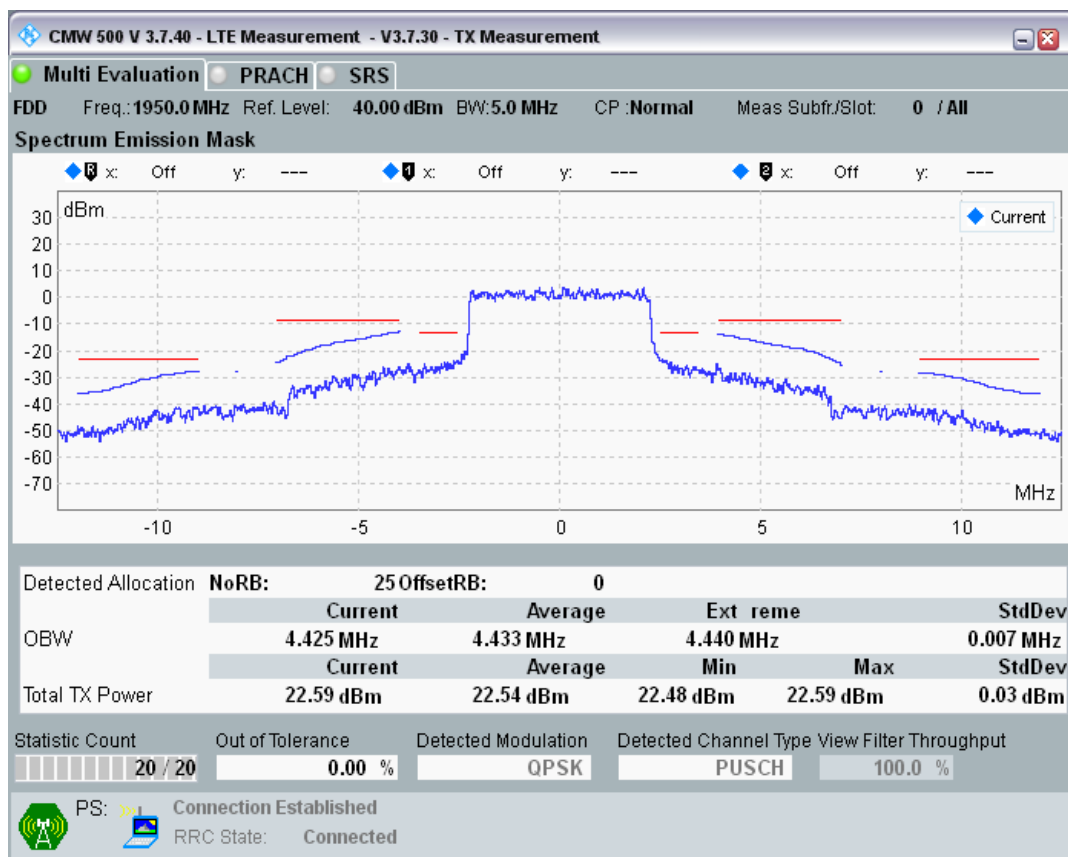 CMW 500 V 3.7.40 - LTE Measurement - V3.7.30 - TX Measurement
Multi Evaluation PRACH SRS
FDD Freq.: 1950.0 MHz Ref. Level: 40.00 dBm BW: 5.0 MHz CP : Normal Meas Subfr./Slot: 0 / All
Spectrum Emission Mask
R x: Off y: --- 1 x: Off y: --- 2 x: Off y: ---
dBm
Current
30
20
10
0
-10
-20
-30
-40
-50
-60
-70
MHz
-10 -5 0 5 10
Detected Allocation NoRB: 25 OffsetRB: 0
Current Average Ext reme StdDev
OBW 4.425 MHz 4.433 MHz 4.440 MHz 0.007 MHz
Current Average Min Max StdDev
Total TX Power 22.59 dBm 22.54 dBm 22.48 dBm 22.59 dBm 0.03 dBm
Statistic Count Out of Tolerance Detected Modulation Detected Channel Type View Filter Throughput
20 / 20 0.00 % QPSK PUSCH 100.0 %
PS: Connection Established
RRC State: Connected